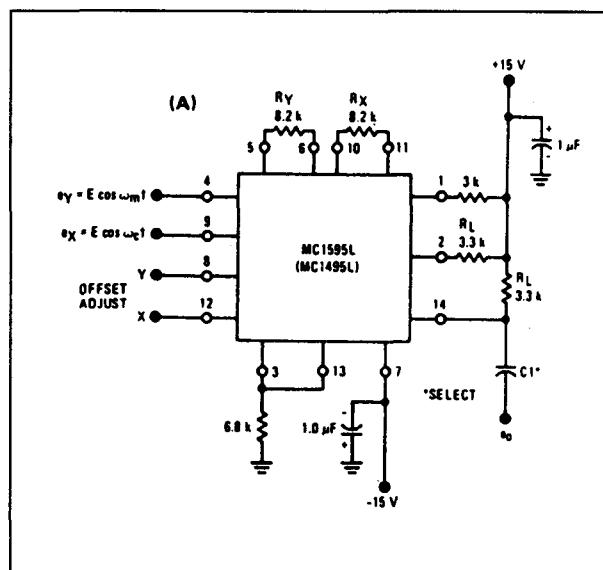 (A)
+15 V
RY
8.2 k
RX
8.2 k
1 μF
+
-
5
6
10
11
eY = E cos ωmt
4
1
3 k
eX = E cos ωct
9
MC1595L
(MC1495L)
2
RL
3.3 k
Y
8
OFFSET
ADJUST
RL
3.3 k
X
12
14
3
13
7
C1*
*SELECT
6.8 k
1.0 μF
-
+
eo
-15 V